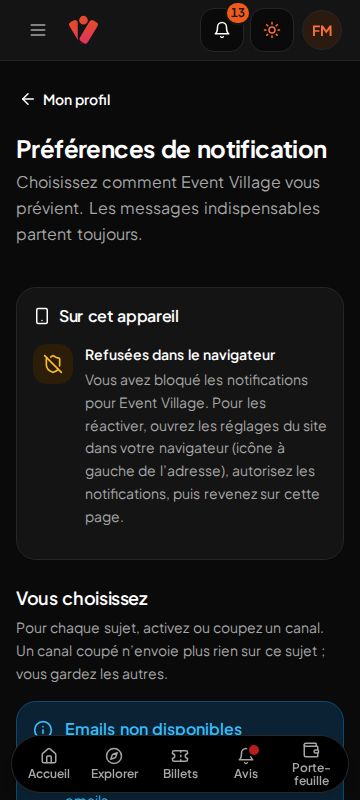 13
FM
Mon profil
Préférences de notification
Choisissez comment Event Village vous
prévient. Les messages indispensables
partent toujours.
Sur cet appareil
Refusées dans le navigateur
Vous avez bloqué les notifications
pour Event Village. Pour les
réactiver, ouvrez les réglages du site
dans votre navigateur (icône à
gauche de l'adresse), autorisez les
notifications, puis revenez sur cette
page.
Vous choisissez
Pour chaque sujet, activez ou coupez un canal.
Un canal coupé n'envoie plus rien sur ce sujet ;
vous gardez les autres.
Emails non disponibles
Accueil
Explorer
Billets
Avis
Porte-
feuille
emails